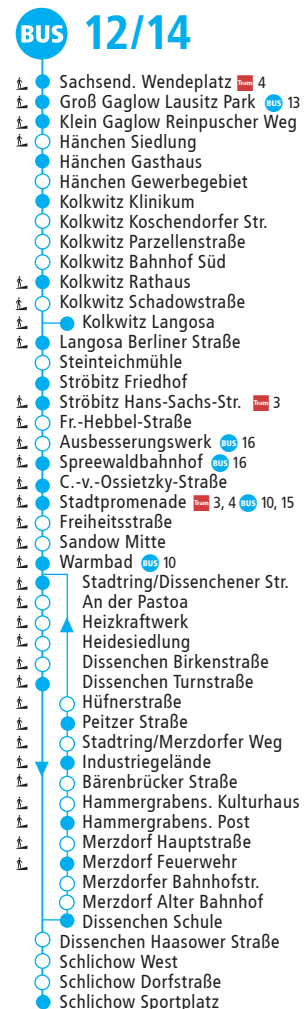 BUS 12/14
Sachsend. Wendeplatz Tram 4
Groß Gaglow Lausitz Park BUS 13
Klein Gaglow Reinpuscher Weg
Hänchen Siedlung
Hänchen Gasthaus
Hänchen Gewerbegebiet
Kolkwitz Klinikum
Kolkwitz Koschendorfer Str.
Kolkwitz Parzellenstraße
Kolkwitz Bahnhof Süd
Kolkwitz Rathaus
Kolkwitz Schadowstraße
Kolkwitz Langosa
Langosa Berliner Straße
Steinteichmühle
Ströbitz Friedhof
Ströbitz Hans-Sachs-Str. Tram 3
Fr.-Hebbel-Straße
Ausbesserungswerk BUS 16
Spreewaldbahnhof BUS 16
C.-v.-Ossietzky-Straße
Stadtpromenade Tram 3, 4 BUS 10, 15
Freiheitsstraße
Sandow Mitte
Warmbad BUS 10
Stadtring/Dissenchener Str.
An der Pastoa
Heizkraftwerk
Heidesiedlung
Dissenchen Birkenstraße
Dissenchen Turnstraße
Hüfnerstraße
Peitzer Straße
Stadtring/Merzdorfer Weg
Industriegelände
Bärenbrücker Straße
Hammergrabens. Kulturhaus
Hammergrabens. Post
Merzdorf Hauptstraße
Merzdorf Feuerwehr
Merzdorfer Bahnhofstr.
Merzdorf Alter Bahnhof
Dissenchen Schule
Dissenchen Haasower Straße
Schlichow West
Schlichow Dorfstraße
Schlichow Sportplatz